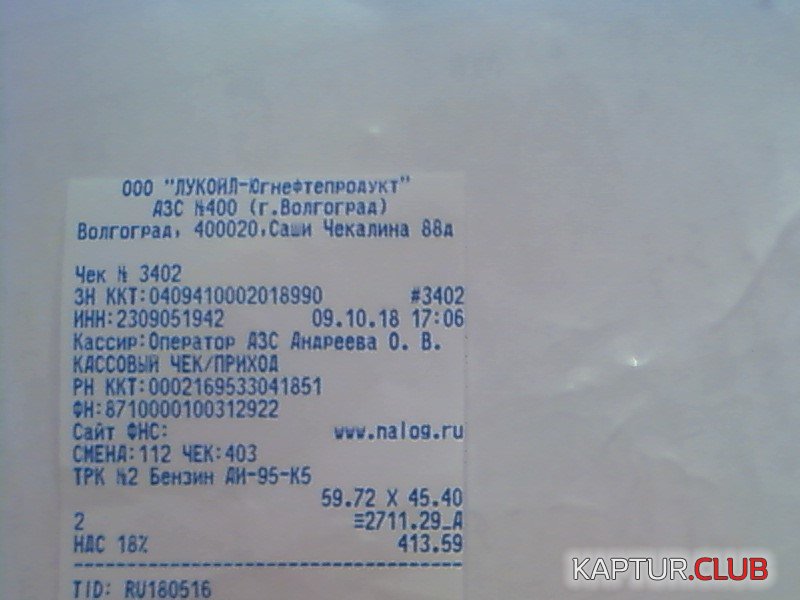 ООО "ЛУКОЙЛ-Югнефтепродукт"
АЗС №400 (г.Волгоград)
Волгоград, 400020,Саши Чекалина 88д
Чек № 3402
ЗН ККТ:0409410002018990 #3402
ИНН:2309051942 09.10.18 17:06
Кассир:Оператор АЗС Андреева О. В.
КАССОВЫЙ ЧЕК/ПРИХОД
РН ККТ:0002169533041851
ФН:8710000100312922
Сайт ФНС: www.nalog.ru
СМЕНА:112 ЧЕК:403
ТРК №2 Бензин АИ-95-К5
59.72 X 45.40
2 ≡2711.29_А
НДС 18% 413.59
TID: RU180516
KAPTUR.CLUB